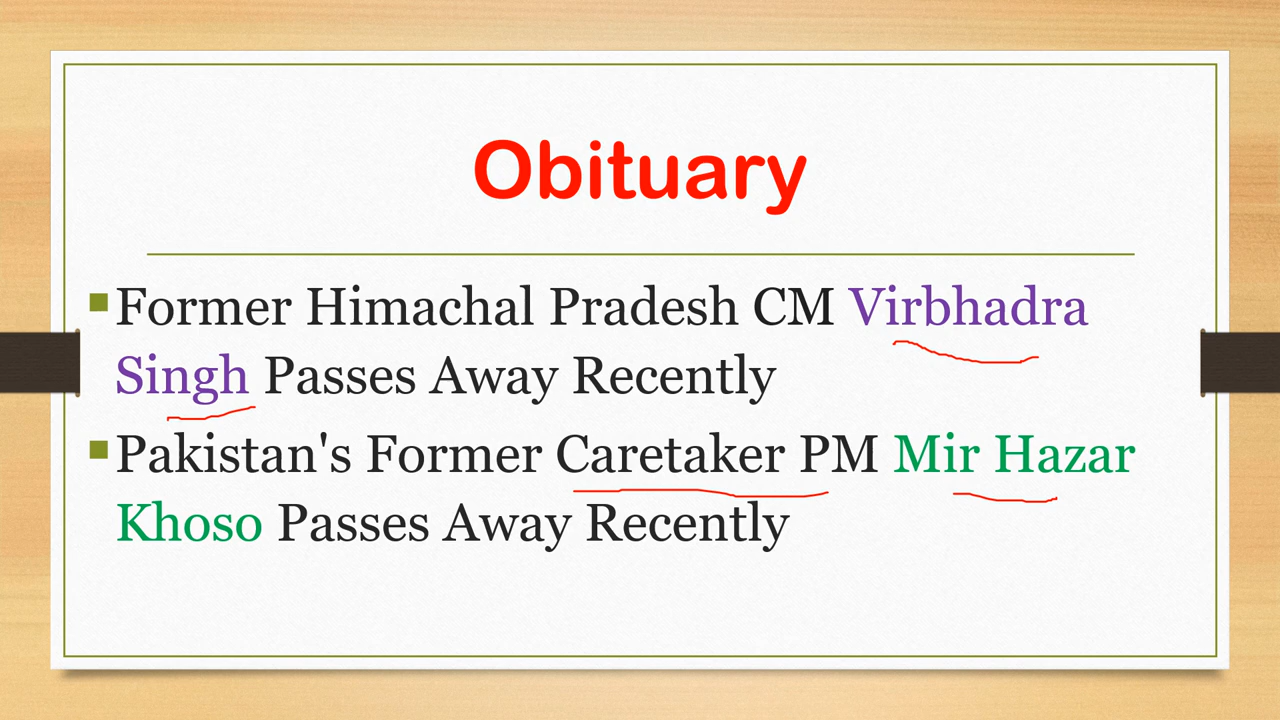 Obituary
Former Himachal Pradesh CM Virbhadra
Singh Passes Away Recently
Pakistan's Former Caretaker PM Mir Hazar
Khoso Passes Away Recently